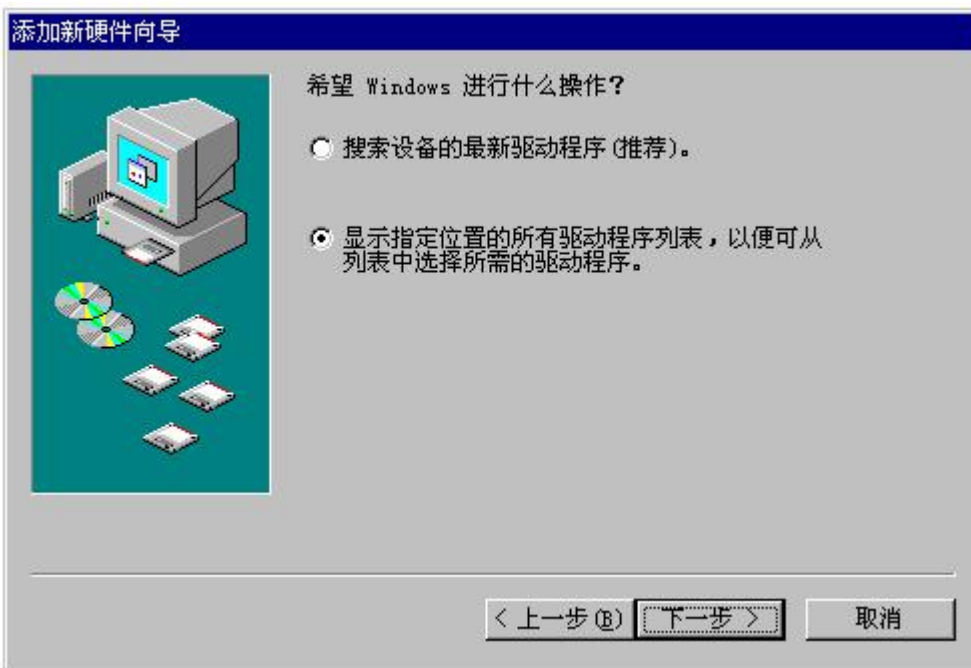 添加新硬件向导
希望 Windows 进行什么操作?
搜索设备的最新驱动程序(推荐)。
显示指定位置的所有驱动程序列表,以便可从
列表中选择所需的驱动程序。
< 上一步(B) 下一步 > 取消